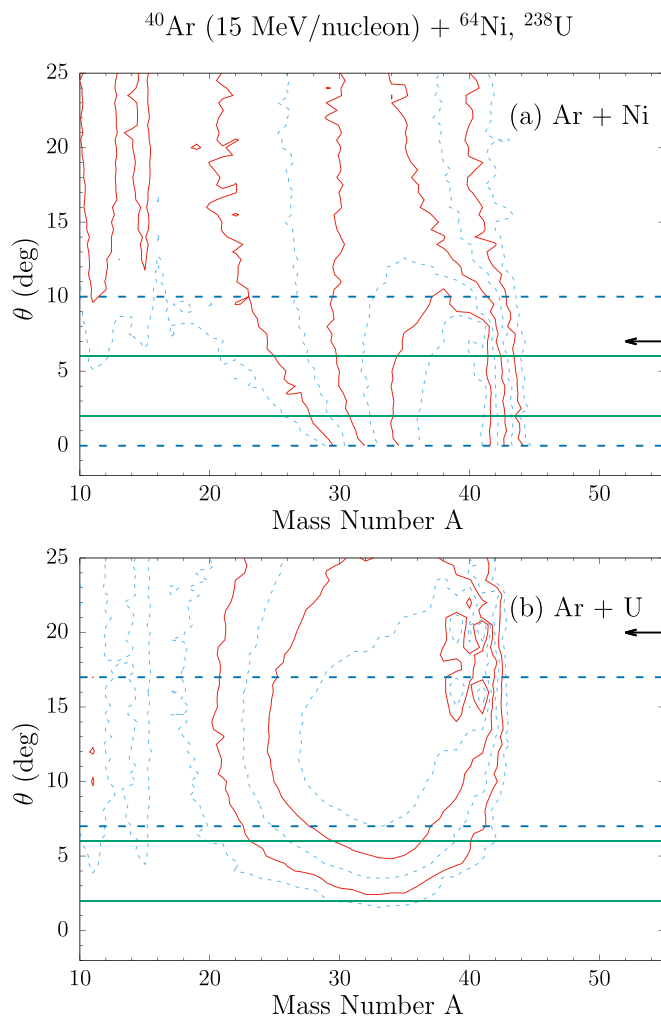 ⁴⁰Ar (15 MeV/nucleon) + ⁶⁴Ni, ²³⁸U
25
20
15
10
5
0
θ (deg)
(a) Ar + Ni
10 20 30 40 50
Mass Number A
25
20
15
10
5
0
θ (deg)
(b) Ar + U
10 20 30 40 50
Mass Number A